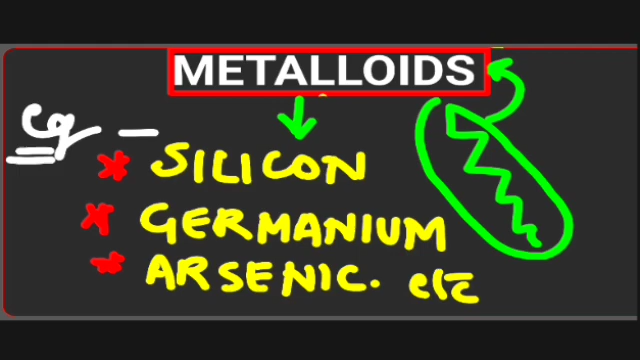 METALLOIDS
Eg -
* SILICON
* GERMANIUM
* ARSENIC. etc